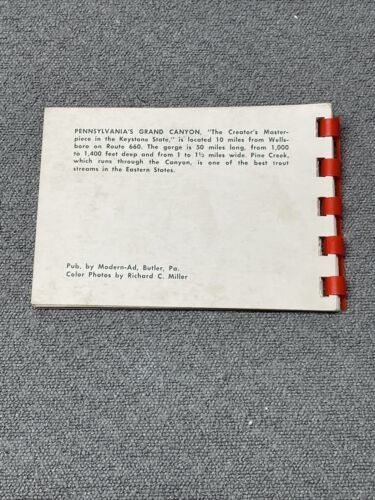 PENNSYLVANIA'S GRAND CANYON, "The Creator's Master-
piece in the Keystone State," is located 10 miles from Wells-
boro on Route 660. The gorge is 50 miles long, from 1,000
to 1,400 feet deep and from 1 to 1½ miles wide. Pine Creek,
which runs through the Canyon, is one of the best trout
streams in the Eastern States.
Pub. by Modern-Ad, Butler, Pa.
Color Photos by Richard C. Miller